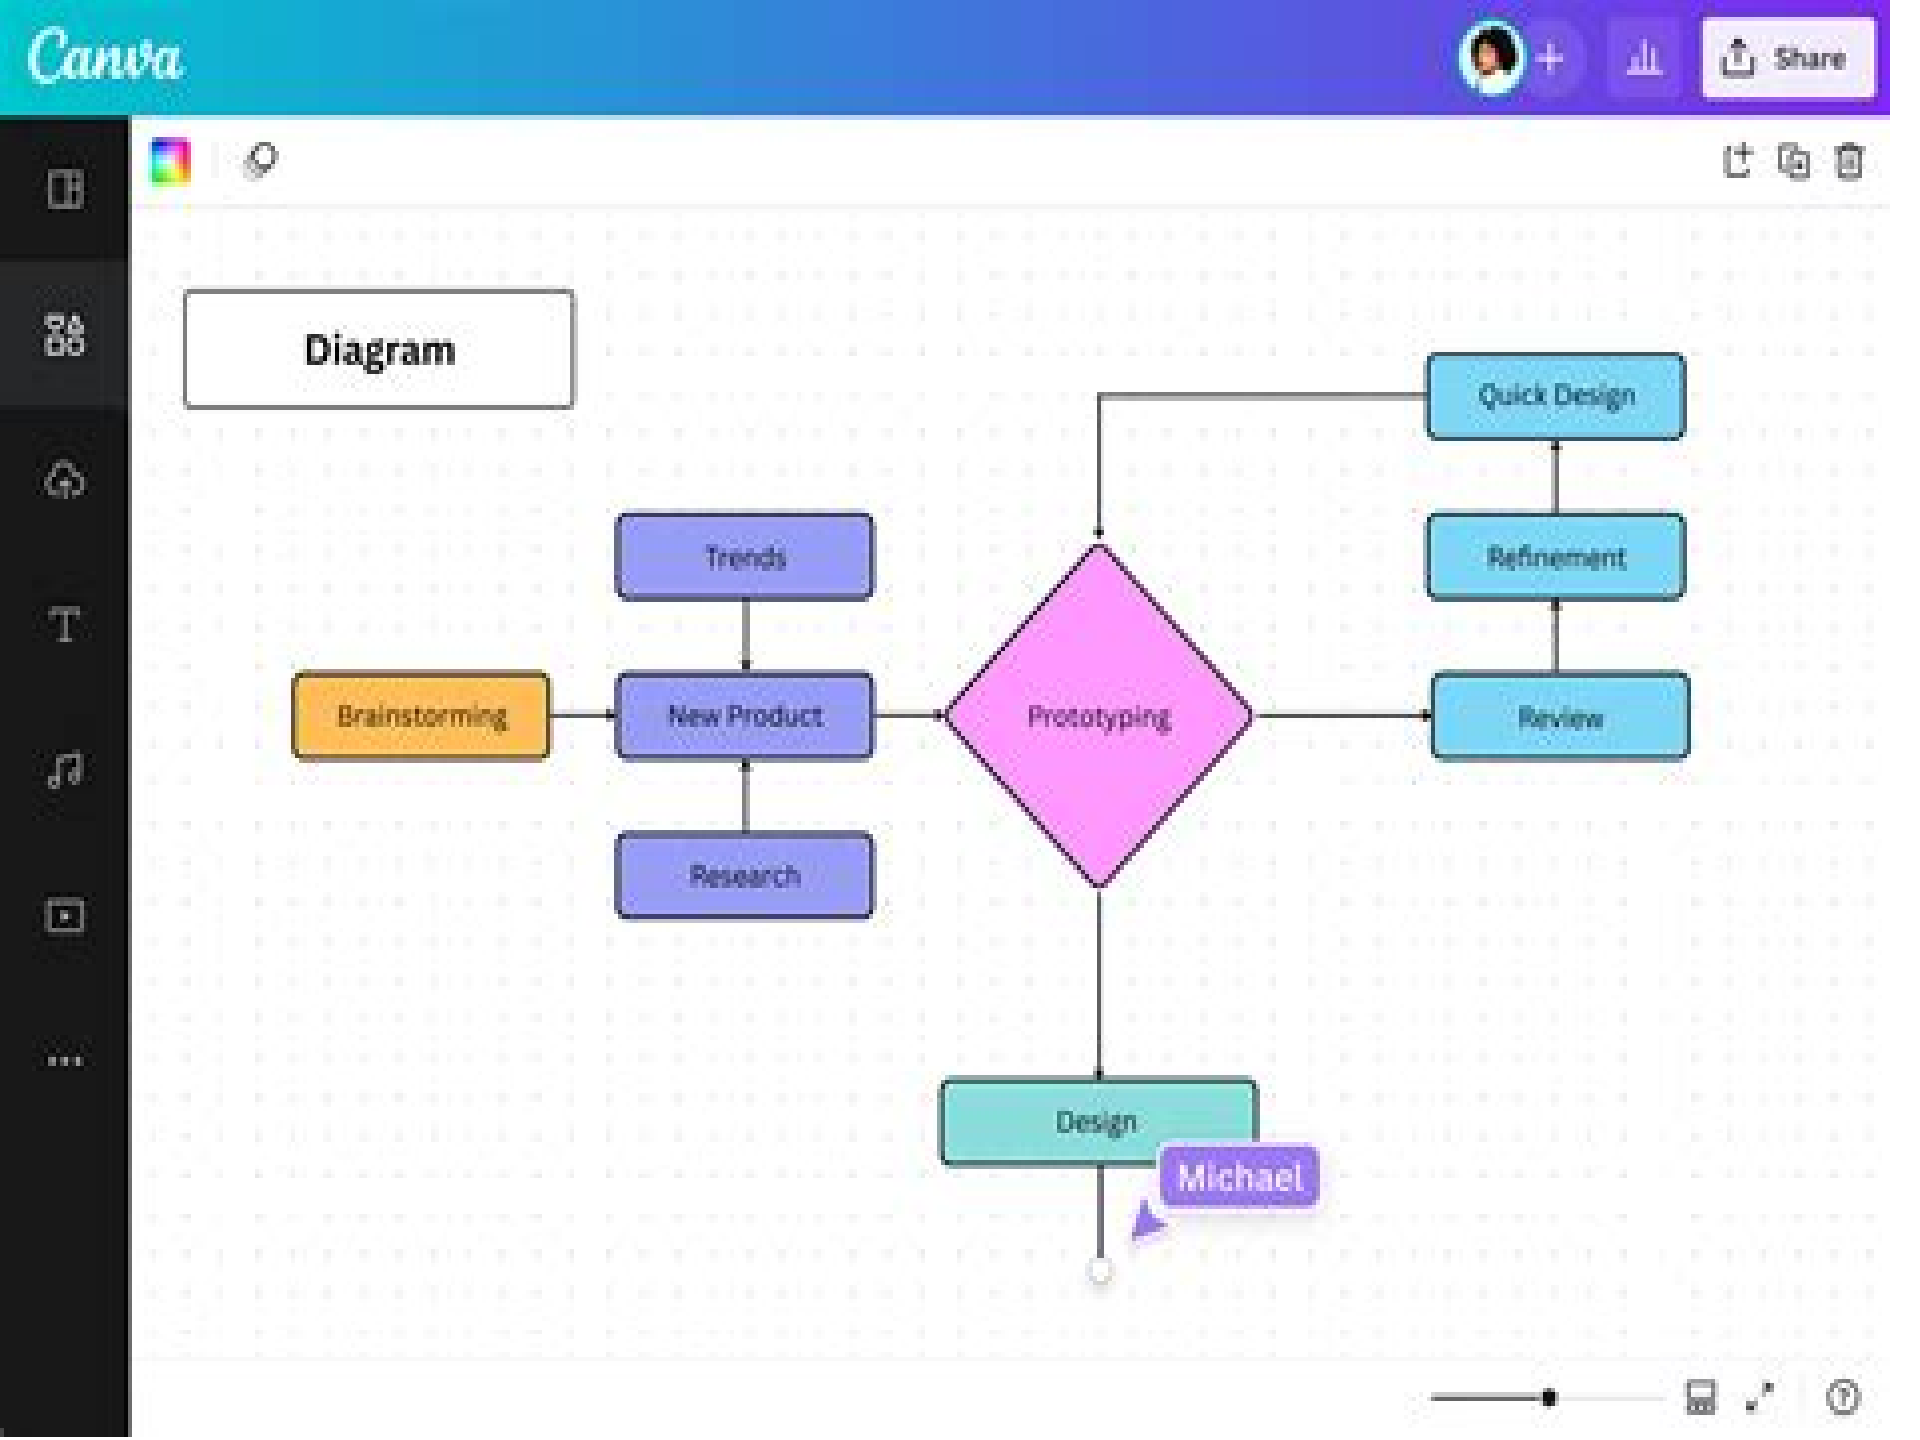 Canva
Share
Diagram
Quick Design
Trends
Refinement
Brainstorming
New Product
Prototyping
Review
Research
Design
Michael